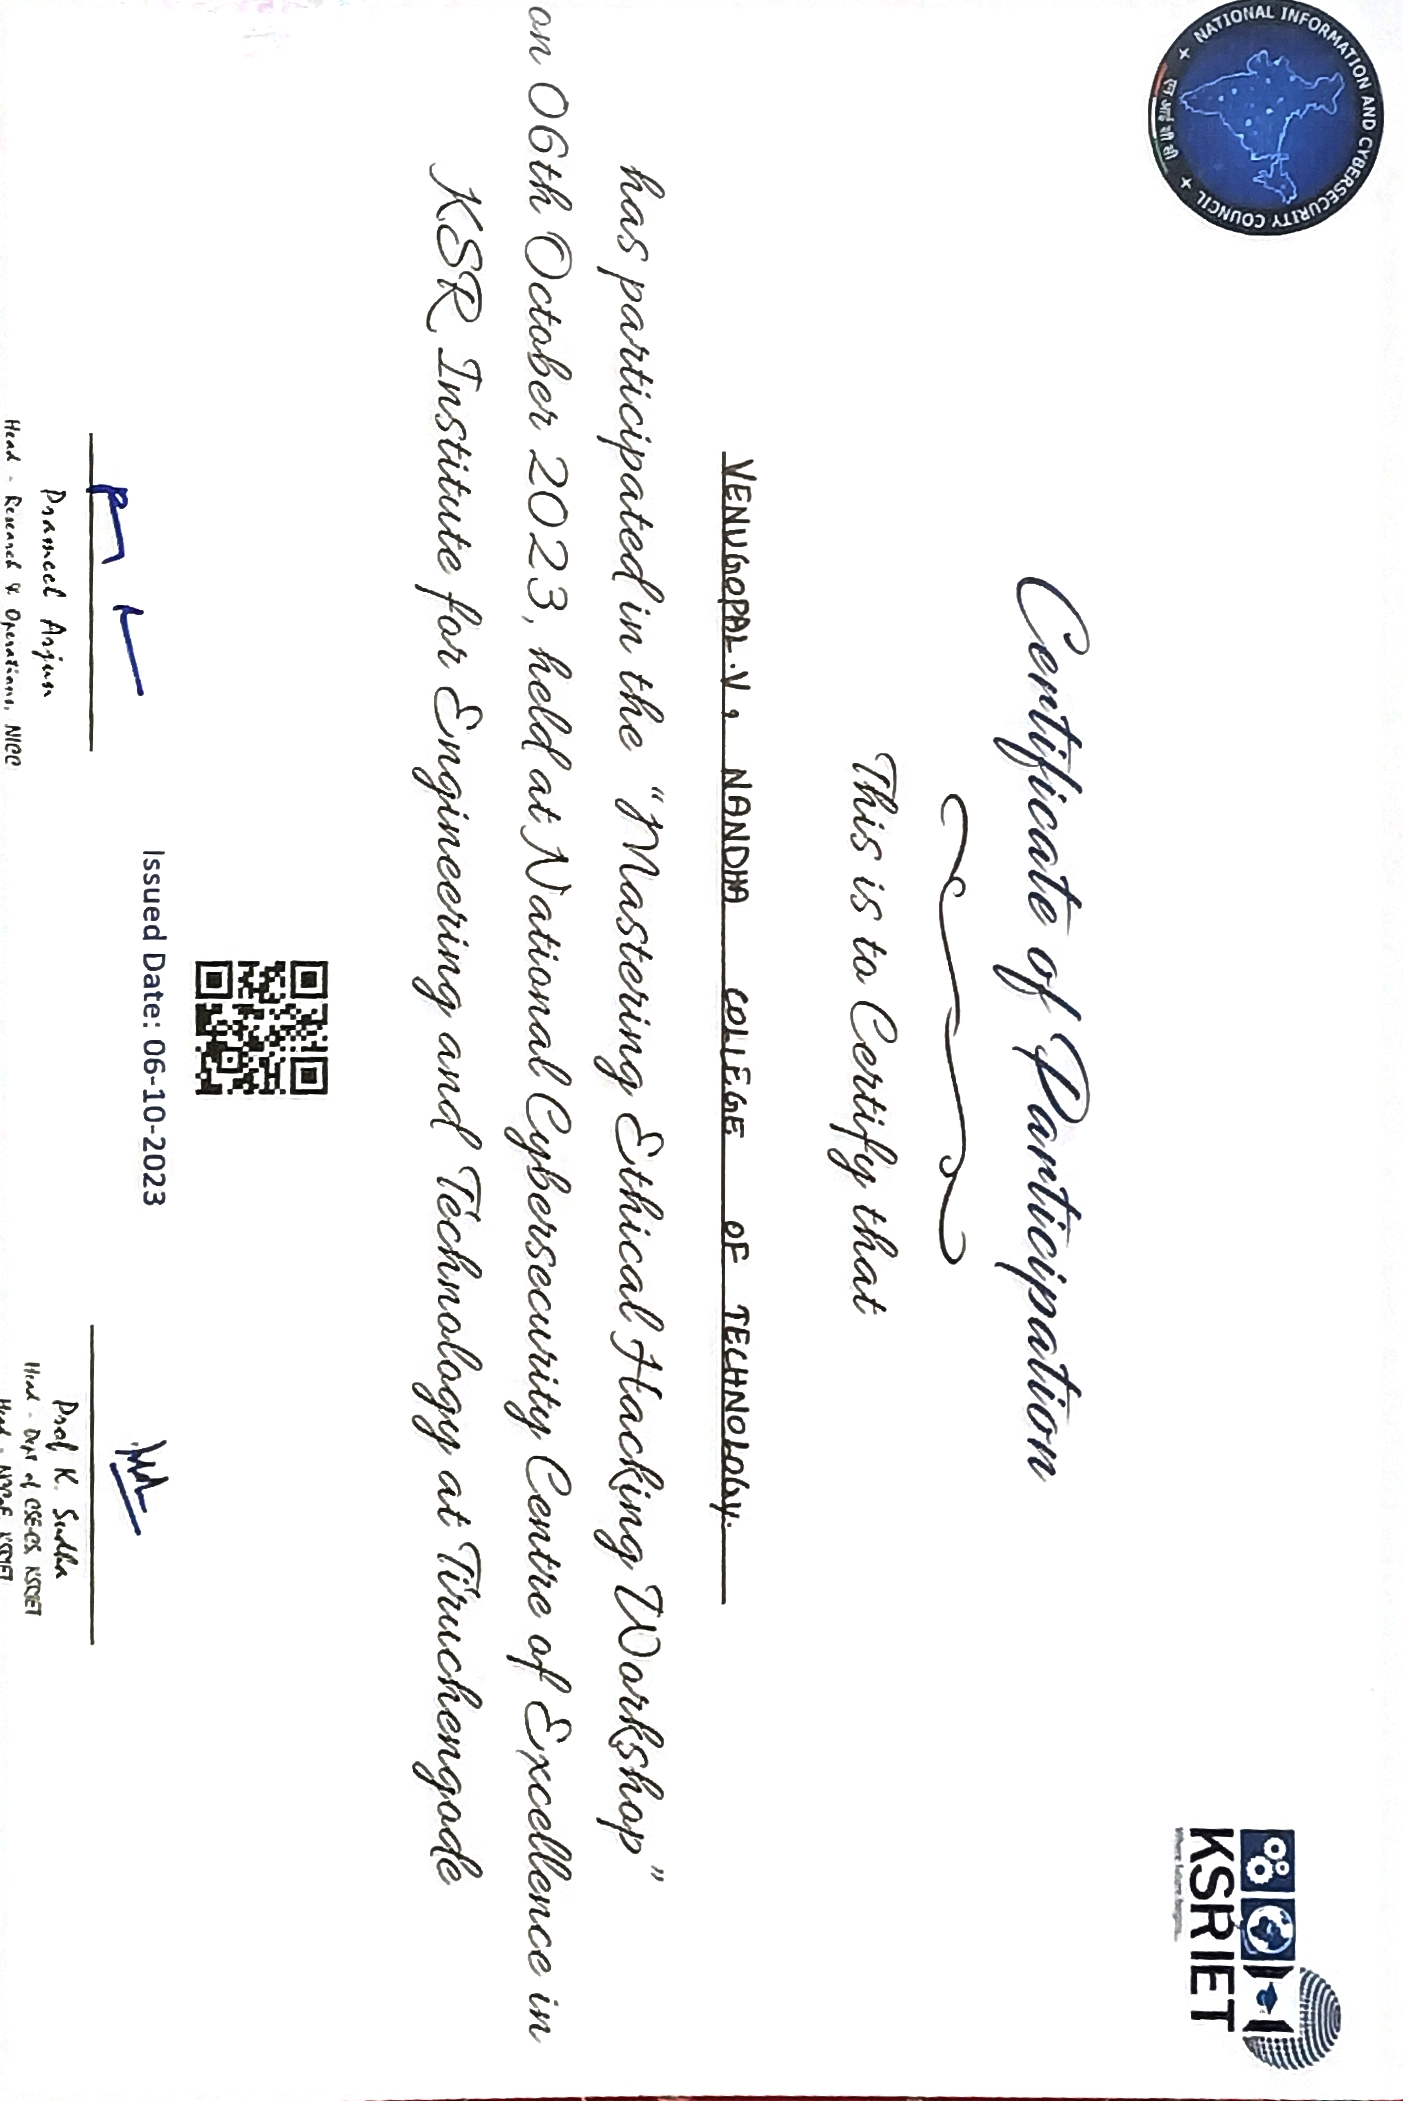 NATIONAL INFORMATION AND CYBERSECURITY COUNCIL
एन आई सी सी
KSRIET
Where future begins...
Certificate of Participation
This is to Certify that
VENUGOPAL.V, NANDHA COLLEGE OF TECHNOLOGY.
has participated in the “Mastering Ethical Hacking Workshop”
on 06th October 2023, held at National Cybersecurity Centre of Excellence in
KSR Institute for Engineering and Technology at Tiruchengode
Issued Date: 06-10-2023
Prameel Arjun
Head - Research & Operations, NICC
Prof K. Sudha
Head - Dept of CSE-CS, KSRIET
Head - NCCoE, KSRIET